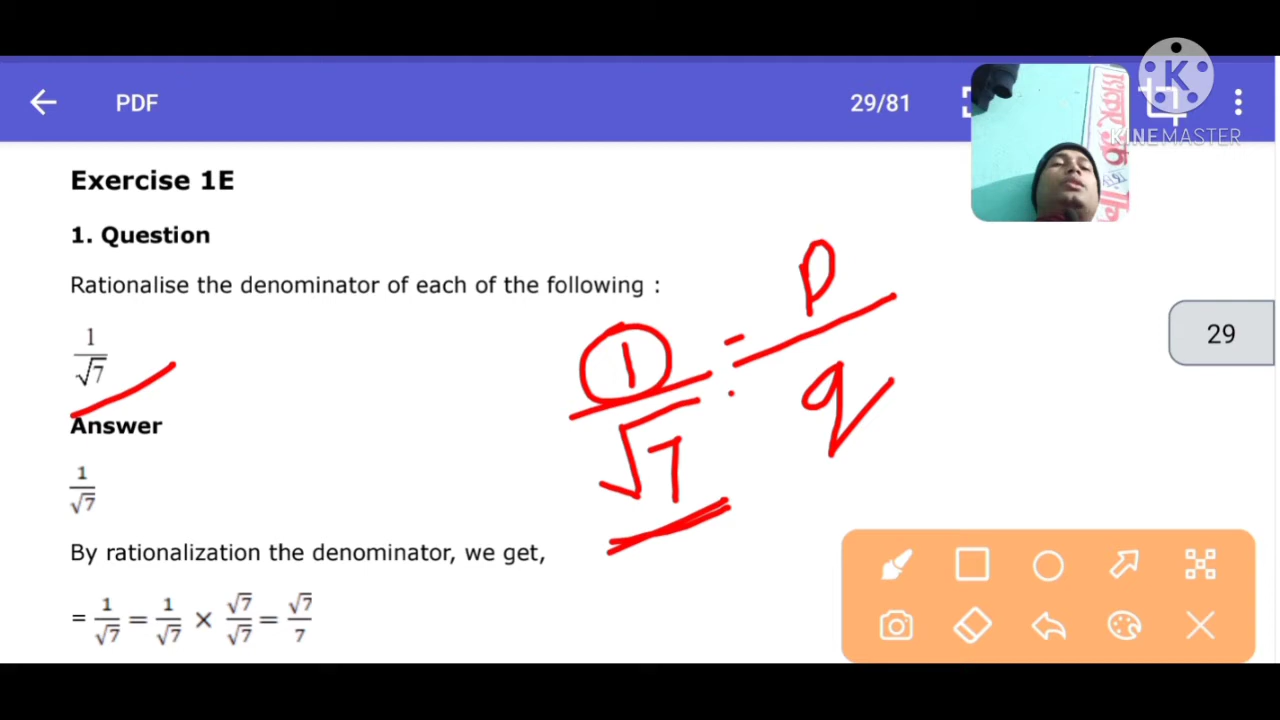 PDF
29/81
KINEMASTER
Exercise 1E
1. Question
Rationalise the denominator of each of the following :
1/√7
1/√7 = p/q
29
Answer
1/√7
By rationalization the denominator, we get,
= 1/√7 = 1/√7 × √7/√7 = √7/7